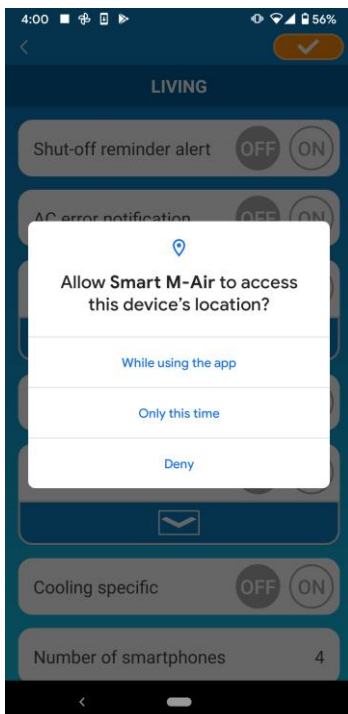 4:00
56%
LIVING
Shut-off reminder alert OFF ON
AC error notification OFF ON
Allow Smart M-Air to access
this device's location?
While using the app
Only this time
Deny
Cooling specific OFF ON
Number of smartphones 4